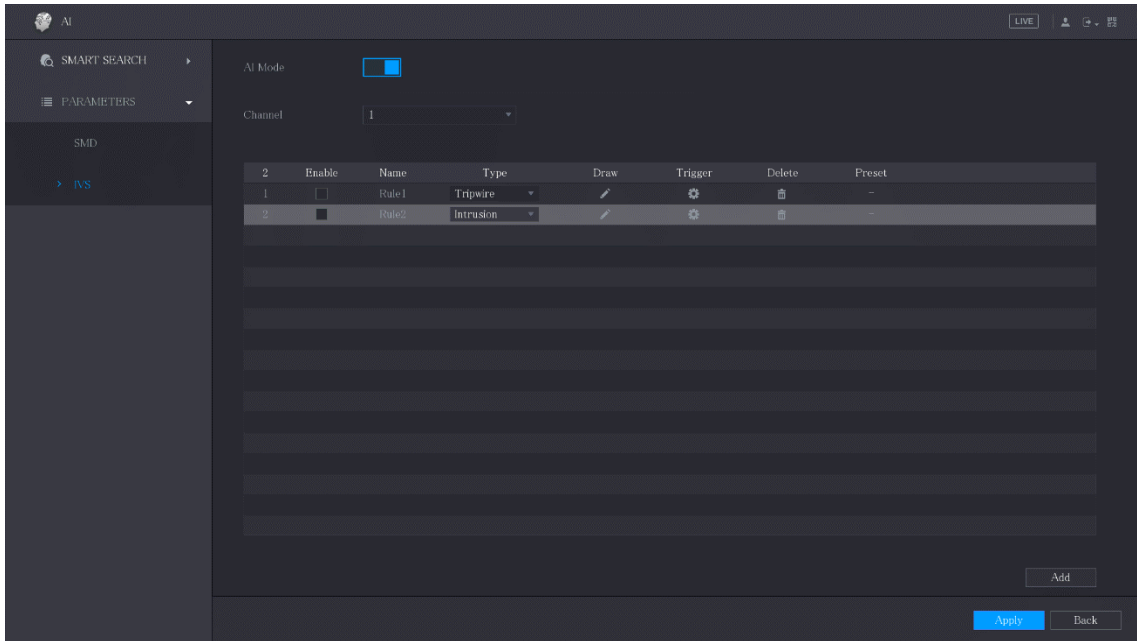 AI LIVE
SMART SEARCH
PARAMETERS
SMD
IVS
AI Mode
Channel 1
2 Enable Name Type Draw Trigger Delete Preset
1 Rule1 Tripwire -
2 Rule2 Intrusion -
Add
Apply Back